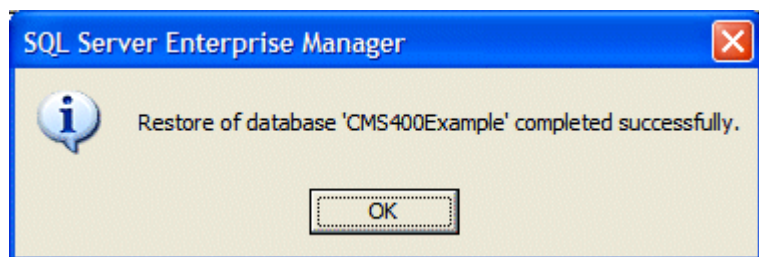 SQL Server Enterprise Manager
Restore of database 'CMS400Example' completed successfully.
OK